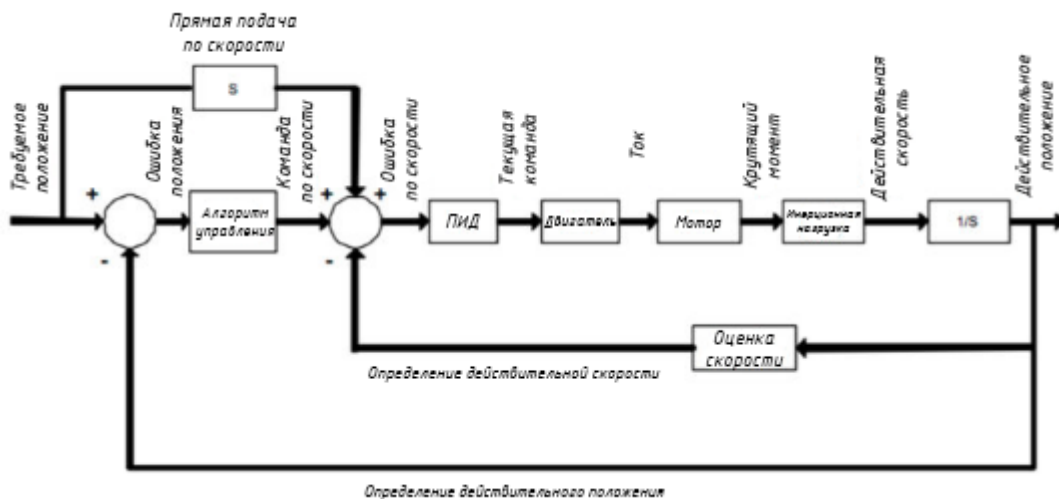 Прямая подача
по скорости
S
Требуемое
положение
Ошибка
положения
Команда
по скорости
Ошибка
по скорости
Текущая
команда
Ток
Крутящий
момент
Действительная
скорость
Действительное
положение
+
+
+
-
-
Алгоритм
управления
ПИД
Двигатель
Мотор
Инерционная
нагрузка
1/S
Оценка
скорости
Определение действительной скорости
Определение действительного положения